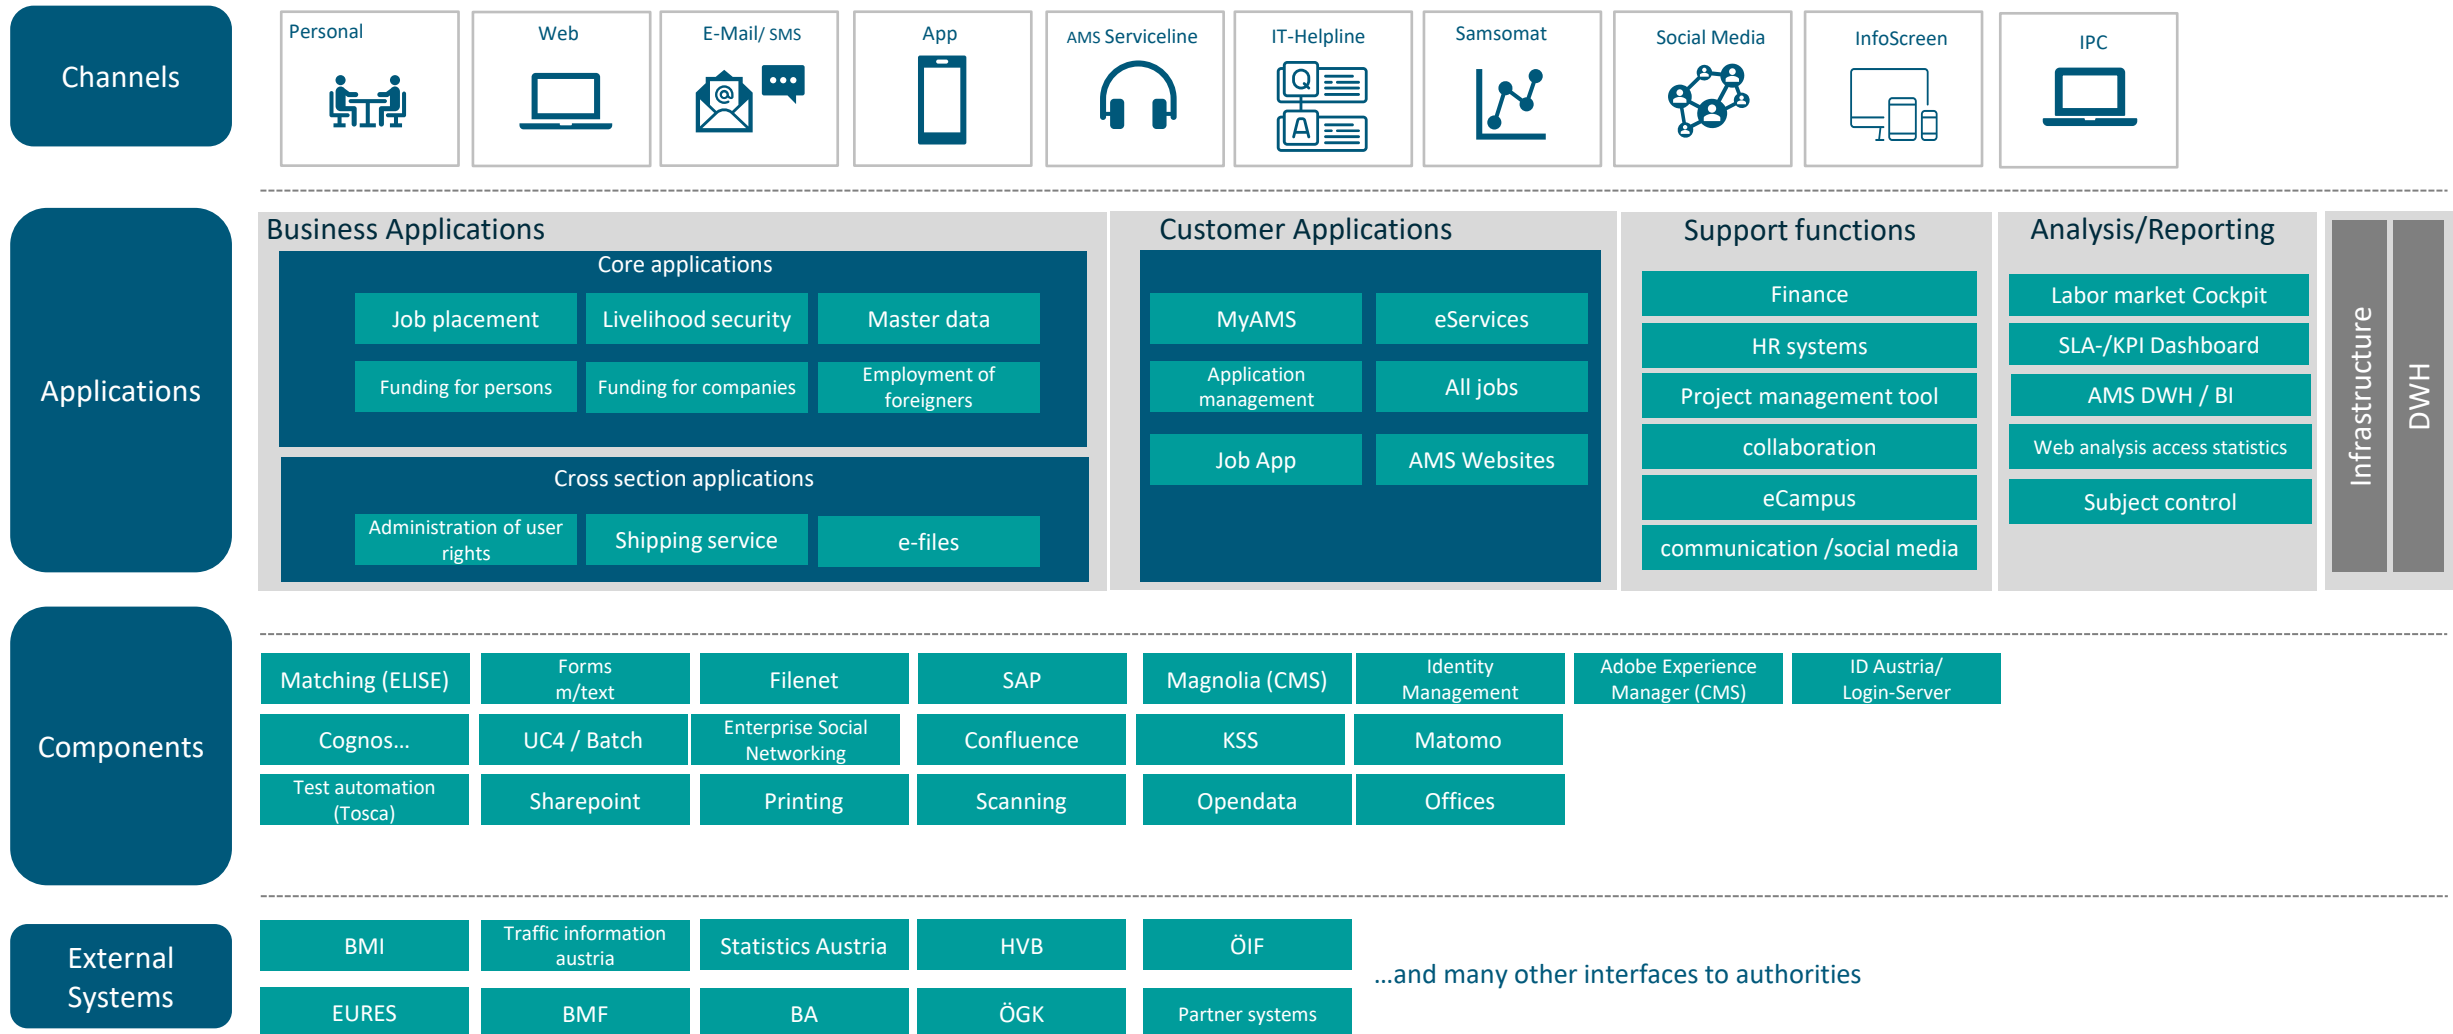 Channels
Personal
Web
E-Mail/ SMS
App
AMS Serviceline
IT-Helpline
Samsomat
Social Media
InfoScreen
IPC
@
Q
A
Applications
Business Applications
Core applications
Job placement
Livelihood security
Master data
Funding for persons
Funding for companies
Employment of
foreigners
Cross section applications
Administration of user
rights
Shipping service
e-files
Customer Applications
MyAMS
eServices
Application
management
All jobs
Job App
AMS Websites
Support functions
Finance
HR systems
Project management tool
collaboration
eCampus
communication /social media
Analysis/Reporting
Labor market Cockpit
SLA-/KPI Dashboard
AMS DWH / BI
Web analysis access statistics
Subject control
Infrastructure
DWH
Components
Matching (ELISE)
Forms
m/text
Filenet
SAP
Magnolia (CMS)
Identity
Management
Adobe Experience
Manager (CMS)
ID Austria/
Login-Server
Cognos...
UC4 / Batch
Enterprise Social
Networking
Confluence
KSS
Matomo
Test automation
(Tosca)
Sharepoint
Printing
Scanning
Opendata
Offices
External
Systems
BMI
Traffic information
austria
Statistics Austria
HVB
ÖIF
EURES
BMF
BA
ÖGK
Partner systems
...and many other interfaces to authorities